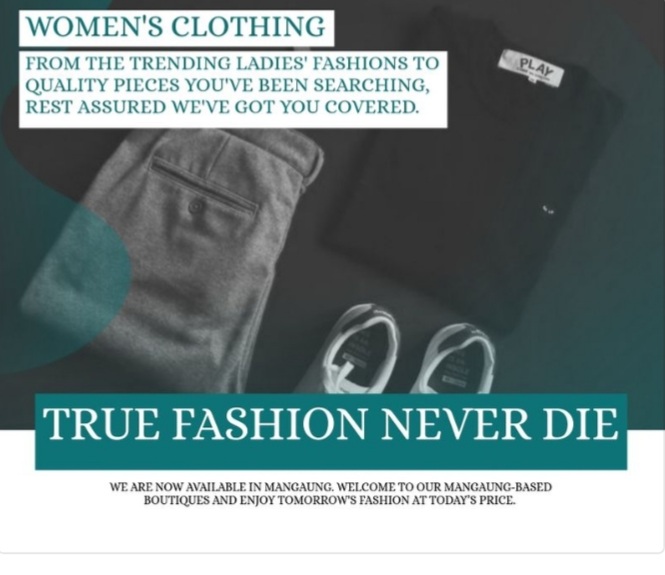 WOMEN'S CLOTHING
FROM THE TRENDING LADIES' FASHIONS TO
QUALITY PIECES YOU'VE BEEN SEARCHING,
REST ASSURED WE'VE GOT YOU COVERED.
PLAY
TRUE FASHION NEVER DIE
WE ARE NOW AVAILABLE IN MANGAUNG. WELCOME TO OUR MANGAUNG-BASED
BOUTIQUES AND ENJOY TOMORROW'S FASHION AT TODAY'S PRICE.